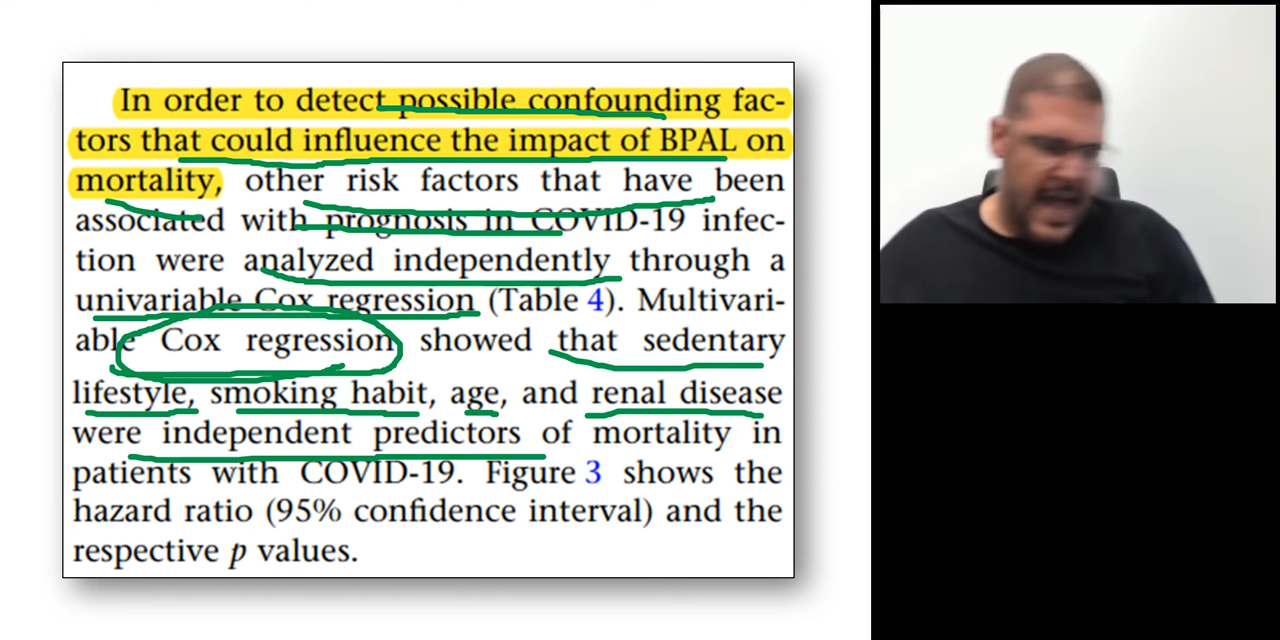 In order to detect possible confounding fac-
tors that could influence the impact of BPAL on
mortality, other risk factors that have been
associated with prognosis in COVID-19 infec-
tion were analyzed independently through a
univariable Cox regression (Table 4). Multivari-
able Cox regression showed that sedentary
lifestyle, smoking habit, age, and renal disease
were independent predictors of mortality in
patients with COVID-19. Figure 3 shows the
hazard ratio (95% confidence interval) and the
respective p values.